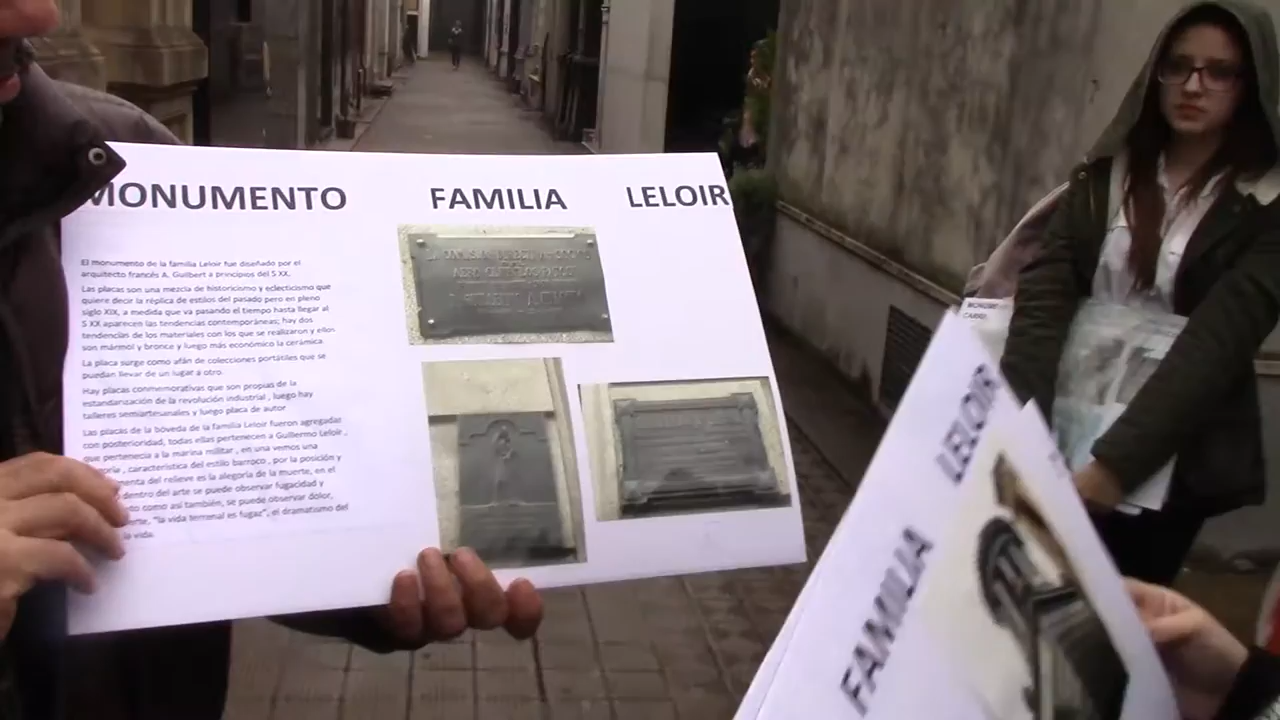 MONUMENTO FAMILIA LELOIR
El monumento de la familia Leloir fue diseñado por el
arquitecto francés A. Guilbert a principios del S XX.
Las placas son una mezcla de historicismo y eclecticismo que
quiere decir la réplica de estilos del pasado pero en pleno
siglo XIX, a medida que va pasando el tiempo hasta llegar al
S XX aparecen las tendencias contemporáneas; hay dos
tendencias de los materiales con los que se realizaron y ellos
son mármol y bronce y luego más económico la cerámica.
La placa surge como afán de colecciones portátiles que se
puedan llevar de un lugar a otro.
Hay placas conmemorativas que son propias de la
estandarización de la revolución industrial , luego hay
talleres semiartesanales y luego placa de autor
Las placas de la bóveda de la familia Leloir fueron agregadas
con posterioridad, todas ellas pertenecen a Guillermo Leloir ,
que pertenecía a la marina militar , en una vemos una
, característica del estilo barroco , por la posición y
del relieve es la alegoría de la muerte, en el
dentro del arte se puede observar fugacidad y
como así también, se puede observar dolor,
"la vida terrenal es fugaz", el dramatismo del
la vida.
FAMILIA LELOIR